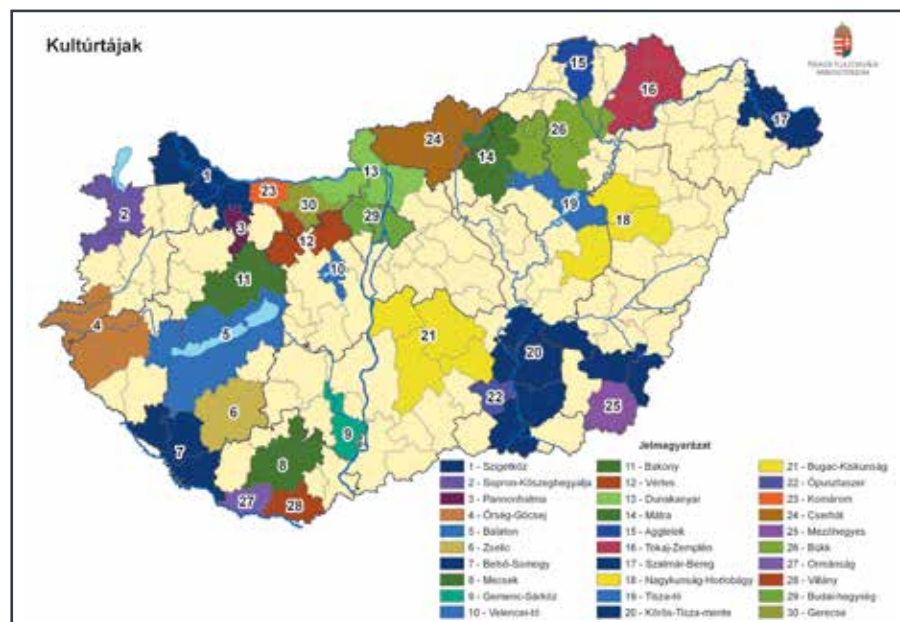 Kultúrtájak
15
16
17
24
14
26
13
1
23
30
19
2
3
29
18
12
10
11
4
5
21
20
22
6
25
9
7
8
27
28
Jelmagyarázat
1 - Szigetköz
2 - Sopron-Kőszeghegyalja
3 - Pannonhalma
4 - Őrség-Göcsej
5 - Balaton
6 - Zselic
7 - Belső-Somogy
8 - Mecsek
9 - Gemenc-Sárköz
10 - Velencei-tó
11 - Bakony
12 - Vértes
13 - Dunakanyar
14 - Mátra
15 - Aggtelek
16 - Tokaj-Zemplén
17 - Szatmár-Bereg
18 - Nagykunság-Hortobágy
19 - Tisza-tó
20 - Körös-Tisza-mente
21 - Bugac-Kiskunság
22 - Ópusztaszer
23 - Komárom
24 - Cserhát
25 - Mezőhegyes
26 - Bükk
27 - Ormánság
28 - Villány
29 - Budai-hegység
30 - Gerecse